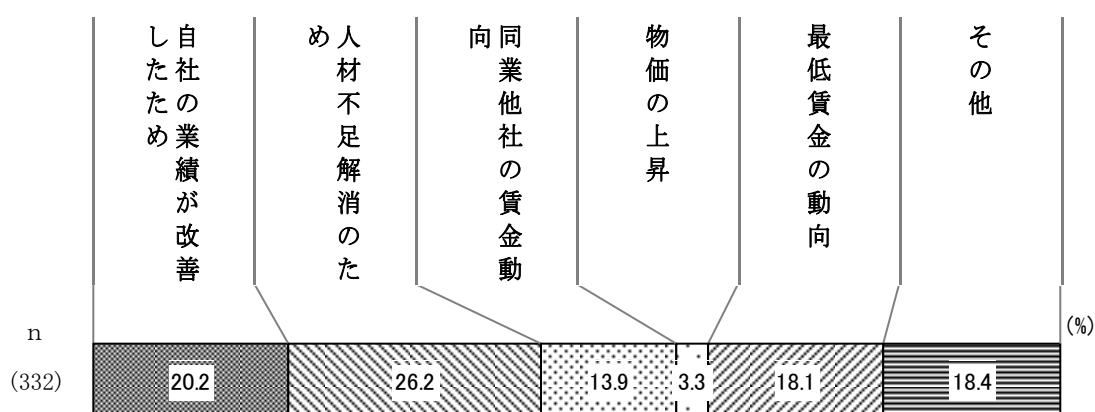 自社の業績が改善
したため
人材不足解消のた
め
同業他社の賃金動
向
物価の上昇
最低賃金の動向
その他
(%)
n
(332)
20.2
26.2
13.9
3.3
18.1
18.4